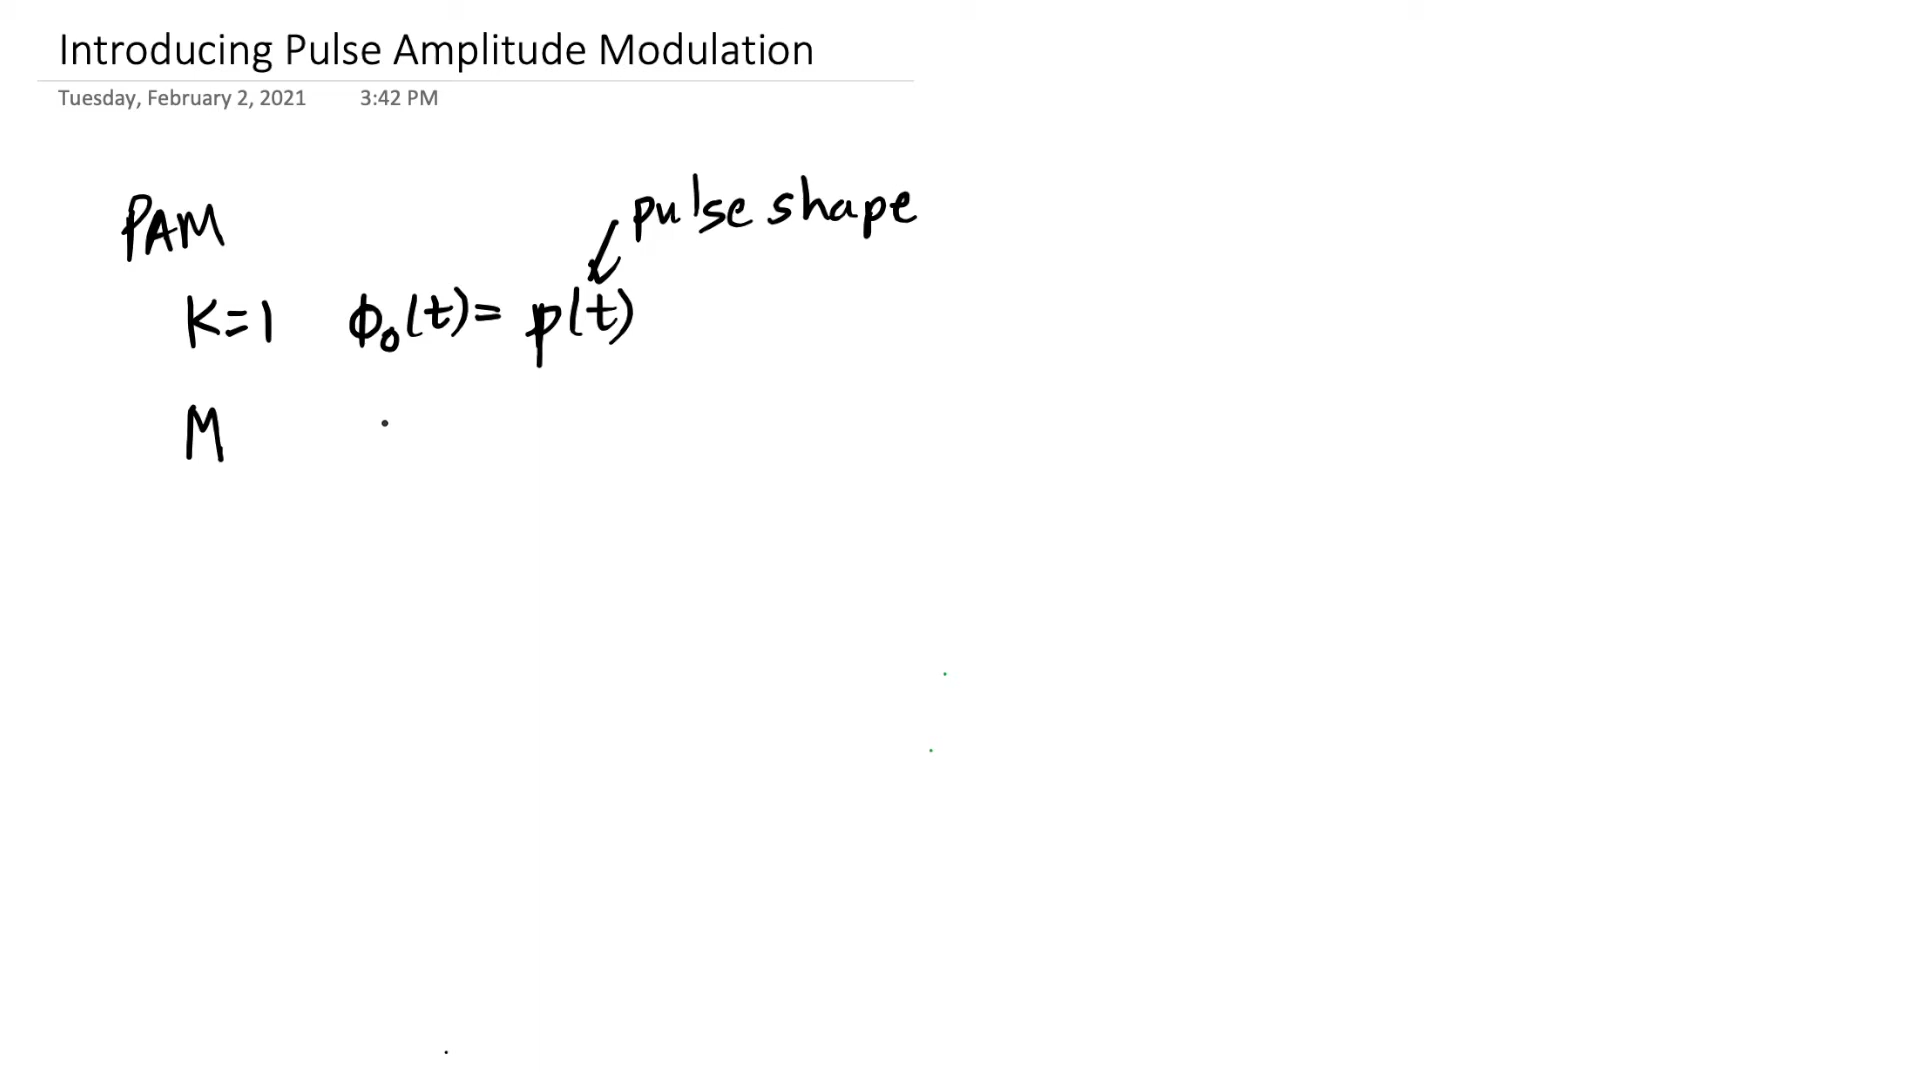 Introducing Pulse Amplitude Modulation
Tuesday, February 2, 2021 3:42 PM
pulse shape
PAM
K=1 ϕ₀(t)= p(t)
M